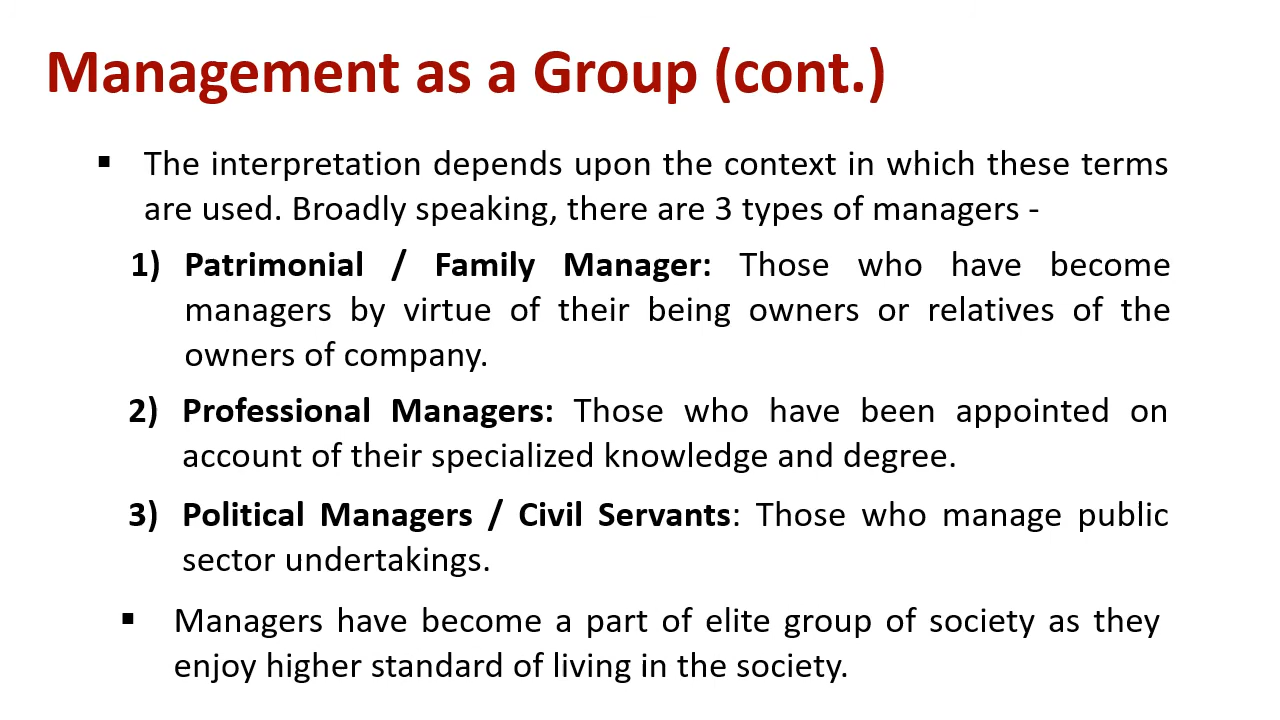 Management as a Group (cont.)
▪ The interpretation depends upon the context in which these terms
are used. Broadly speaking, there are 3 types of managers -
1) Patrimonial / Family Manager: Those who have become
managers by virtue of their being owners or relatives of the
owners of company.
2) Professional Managers: Those who have been appointed on
account of their specialized knowledge and degree.
3) Political Managers / Civil Servants: Those who manage public
sector undertakings.
▪ Managers have become a part of elite group of society as they
enjoy higher standard of living in the society.